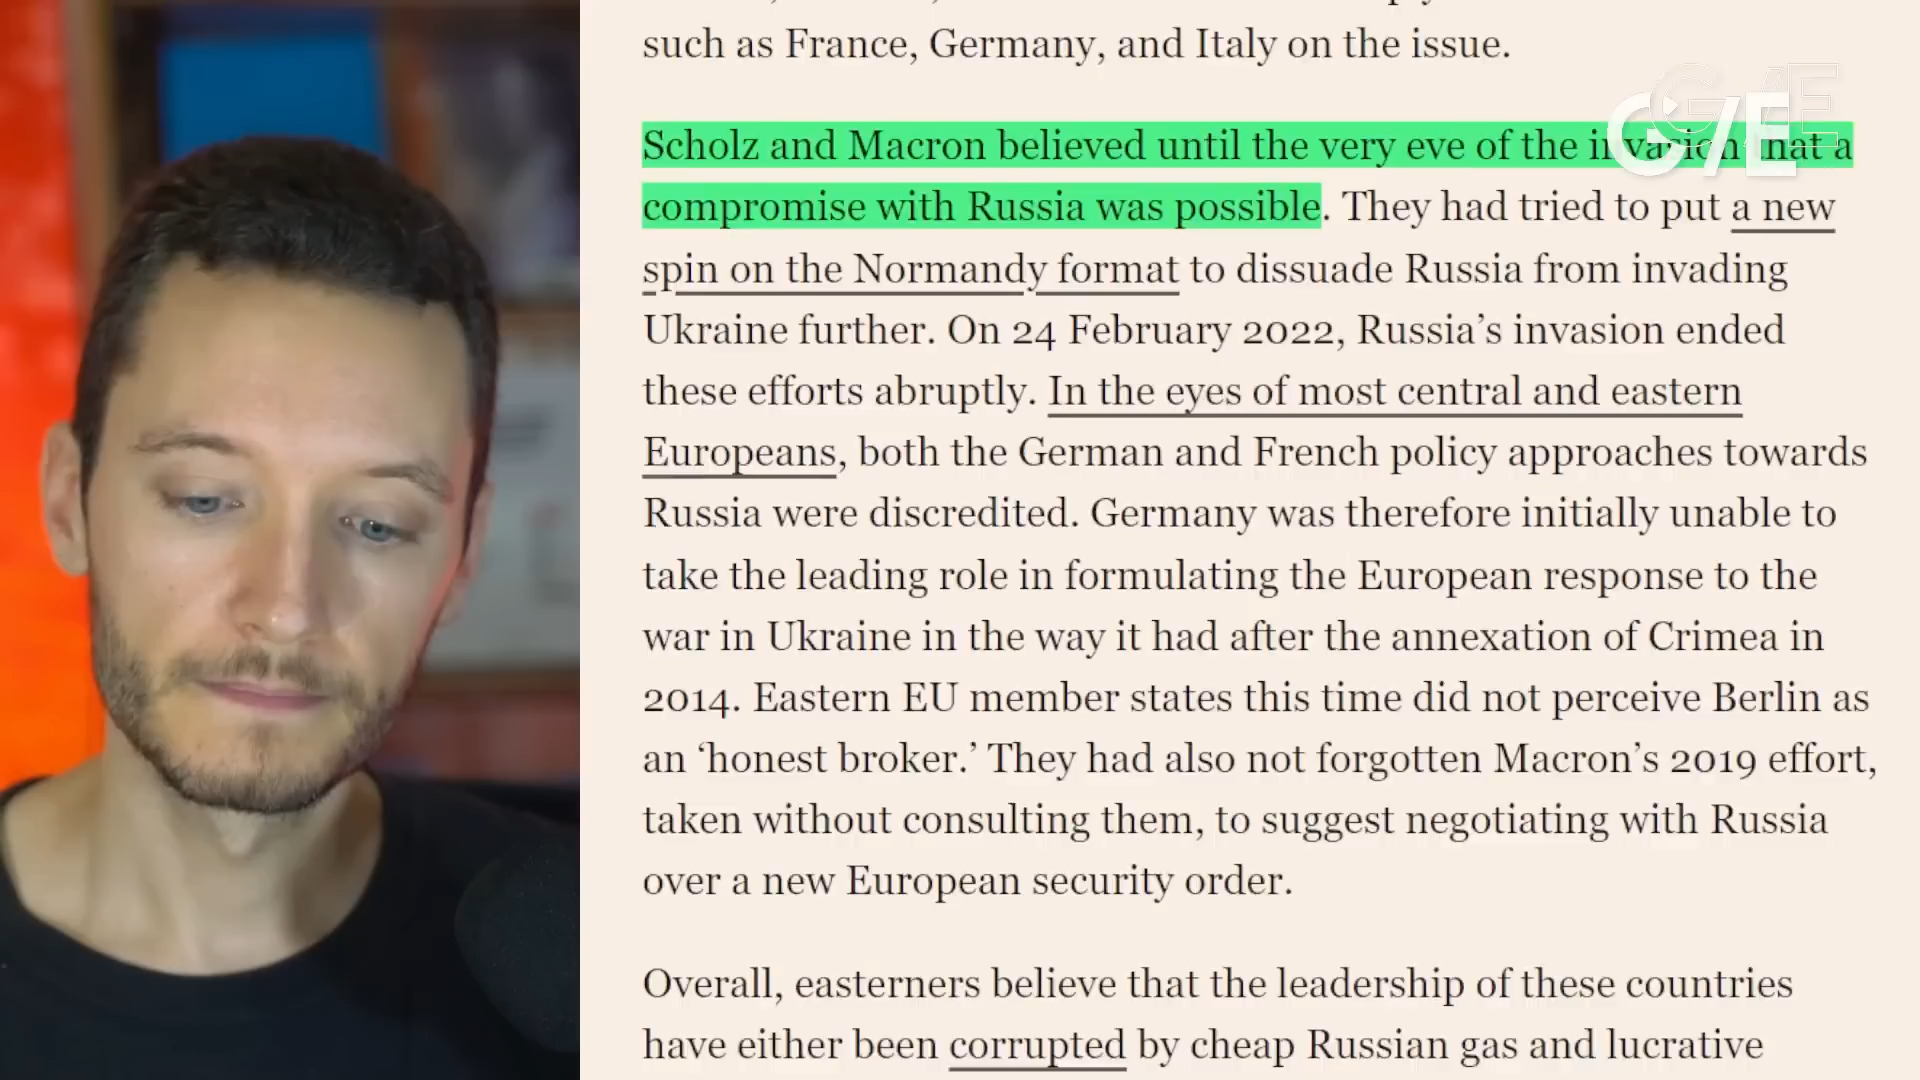 such as France, Germany, and Italy on the issue.
Scholz and Macron believed until the very eve of the invasion that a
compromise with Russia was possible. They had tried to put a new
spin on the Normandy format to dissuade Russia from invading
Ukraine further. On 24 February 2022, Russia’s invasion ended
these efforts abruptly. In the eyes of most central and eastern
Europeans, both the German and French policy approaches towards
Russia were discredited. Germany was therefore initially unable to
take the leading role in formulating the European response to the
war in Ukraine in the way it had after the annexation of Crimea in
2014. Eastern EU member states this time did not perceive Berlin as
an ‘honest broker.’ They had also not forgotten Macron’s 2019 effort,
taken without consulting them, to suggest negotiating with Russia
over a new European security order.
Overall, easterners believe that the leadership of these countries
have either been corrupted by cheap Russian gas and lucrative